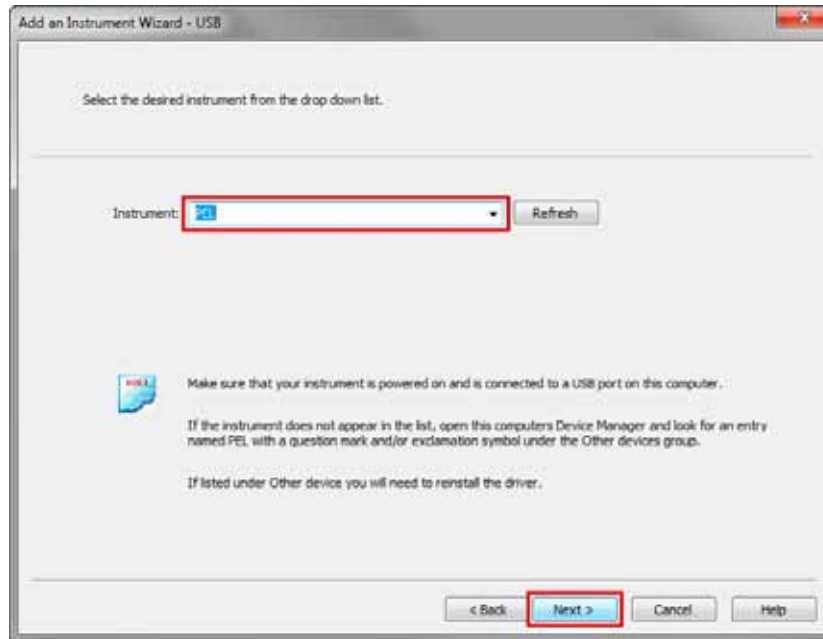 Add an Instrument Wizard - USB
Select the desired instrument from the drop down list.
Instrument: PEL Refresh
Make sure that your instrument is powered on and is connected to a USB port on this computer.
If the instrument does not appear in the list, open this computers Device Manager and look for an entry
named PEL with a question mark and/or exclamation symbol under the Other devices group.
If listed under Other device you will need to reinstall the driver.
< Back Next > Cancel Help